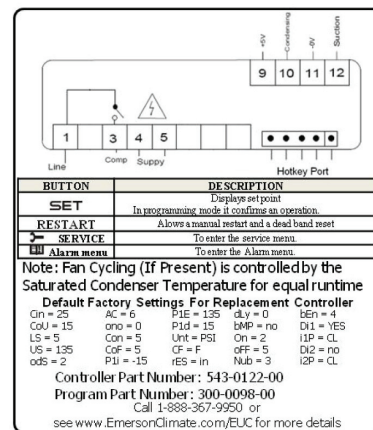 +5V
-Condensing
-0V
Suction
9 10 11 12
1 3 4 5
Line
Comp Suppy
Hotkey Port
BUTTON DESCRIPTION
SET Displays set point
In programming mode it confirms an operation.
RESTART Alows a manual restart and a dead band reset
SERVICE To enter the service menu.
Alarm menu To enter the Alarm menu.
Note: Fan Cycling (If Present) is controlled by the
Saturated Condenser Temperature for equal runtime
Default Factory Settings For Replacement Controller
Cin = 25 AC = 6 P1E = 135 dLy = 0 bEn = 4
CoU = 15 ono = 0 P1d = 15 bMP = no Di1 = YES
LS = 5 Con = 5 Unt = PSI On = 2 i1P = CL
US = 135 CoF = 5 CF = F oFF = 5 Di2 = no
odS = 2 P1i = -15 rES = in Nub = 3 i2P = CL
Controller Part Number: 543-0122-00
Program Part Number: 300-0098-00
Call 1-888-367-9950 or
see www.EmersonClimate.com/EUC for more details